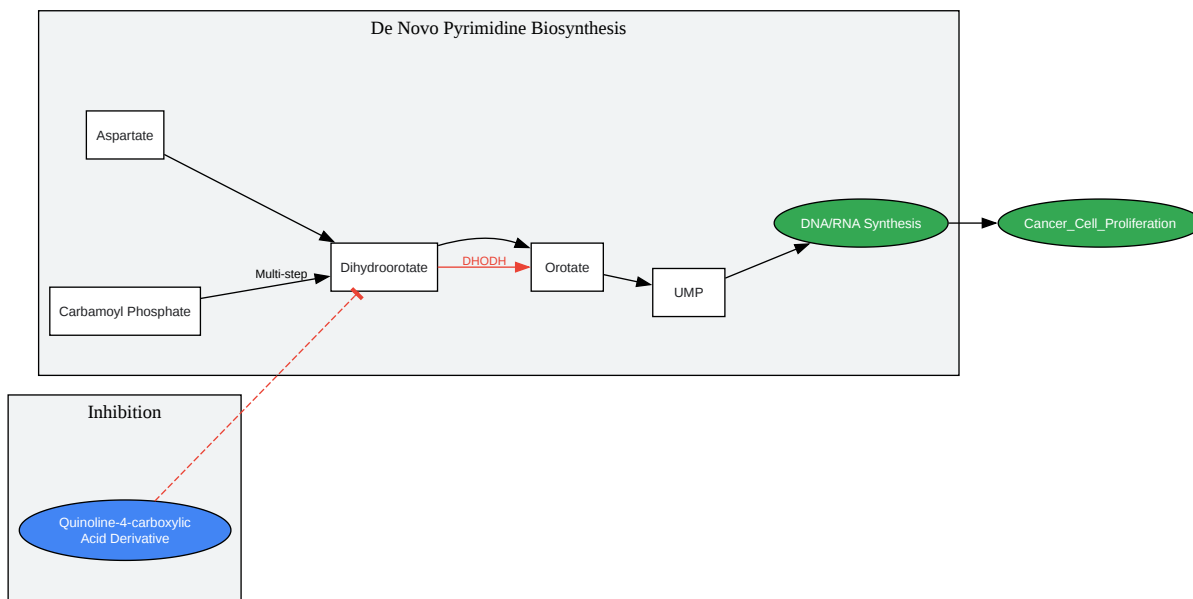 De Novo Pyrimidine Biosynthesis
Aspartate
DNA/RNA Synthesis
Cancer_Cell_Proliferation
Dihydroorotate
DHODH
Orotate
Multi-step
UMP
Carbamoyl Phosphate
Inhibition
Quinoline-4-carboxylic
Acid Derivative